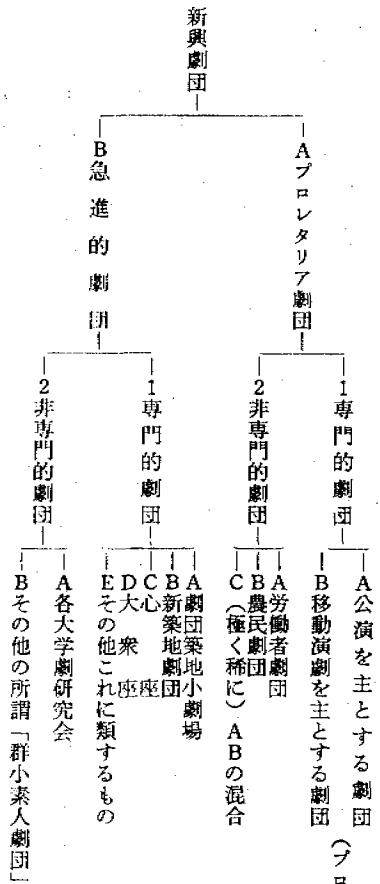 新興劇団
Aプロレタリア劇団
1専門的劇団
A公演を主とする劇団(プロ
B移動演劇を主とする劇団
2非専門的劇団
A労働者劇団
B農民劇団
C(極く稀に)ABの混合
B急進的劇団
1専門的劇団
A劇団築地小劇場
B新築地劇団
C心座
D大衆座
Eその他これに類するもの
2非専門的劇団
A各大学劇研究会
Bその他の所謂「群小素人劇団」